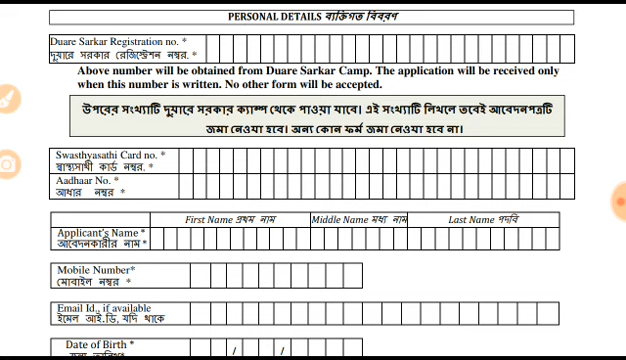 PERSONAL DETAILS ব্যক্তিগত বিবরণ
Duare Sarkar Registration no. *
দুয়ারে সরকার রেজিস্ট্রেশন নম্বর. *
Above number will be obtained from Duare Sarkar Camp. The application will be received only
when this number is written. No other form will be accepted.
উপরের সংখ্যাটি দুয়ারে সরকার ক্যাম্প থেকে পাওয়া যাবে। এই সংখ্যাটি লিখলে তবেই আবেদনপত্রটি
জমা নেওয়া হবে। অন্য কোন ফর্ম জমা নেওয়া হবে না।
Swasthyasathi Card no. *
স্বাস্থ্যসাথী কার্ড নম্বর. *
Aadhaar No. *
আধার নম্বর *
First Name প্রথম নাম Middle Name মধ্য নাম Last Name পদবি
Applicant's Name *
আবেদনকারীর নাম *
Mobile Number*
মোবাইল নম্বর *
Email Id., if available
ইমেল আই.ডি, যদি থাকে
Date of Birth *
/ /